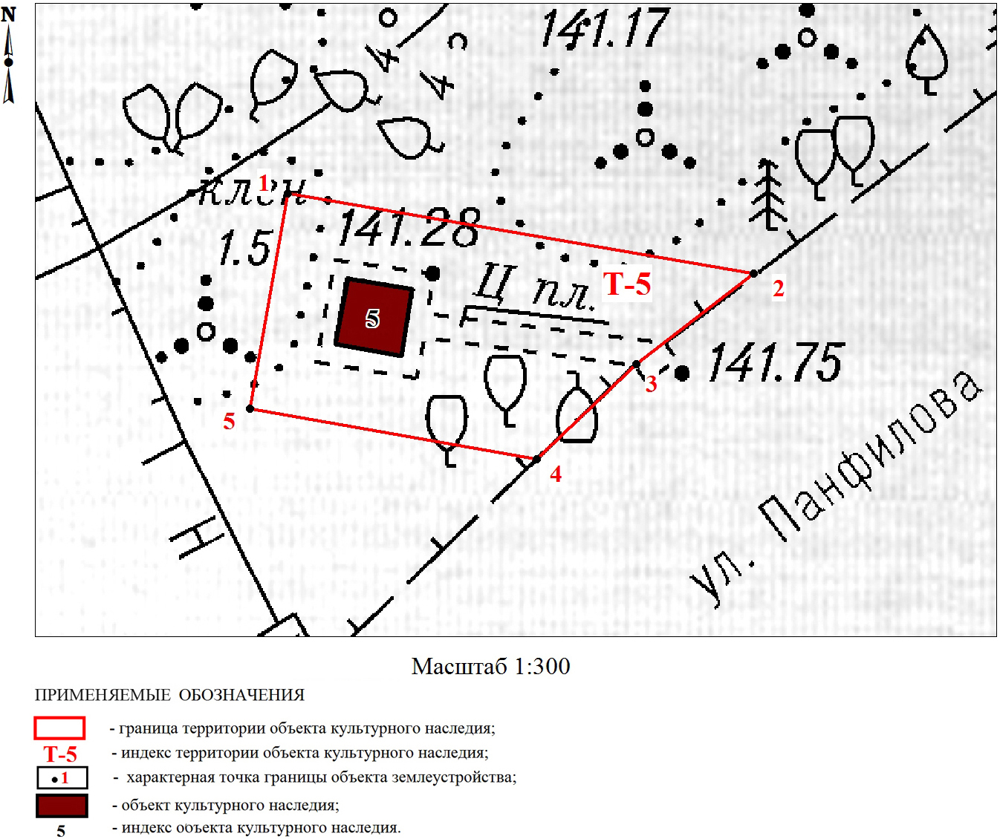 N
4
4
141.17
клен
1
1.5
141.28
Ц пл.
Т-5
2
5
3
141.75
5
4
ул. Панфилова
Н
Масштаб 1:300
ПРИМЕНЯЕМЫЕ ОБОЗНАЧЕНИЯ
- граница территории объекта культурного наследия;
Т-5 - индекс территории объекта культурного наследия;
1 - характерная точка границы объекта землеустройства;
- объект культурного наследия;
5 - индекс объекта культурного наследия.